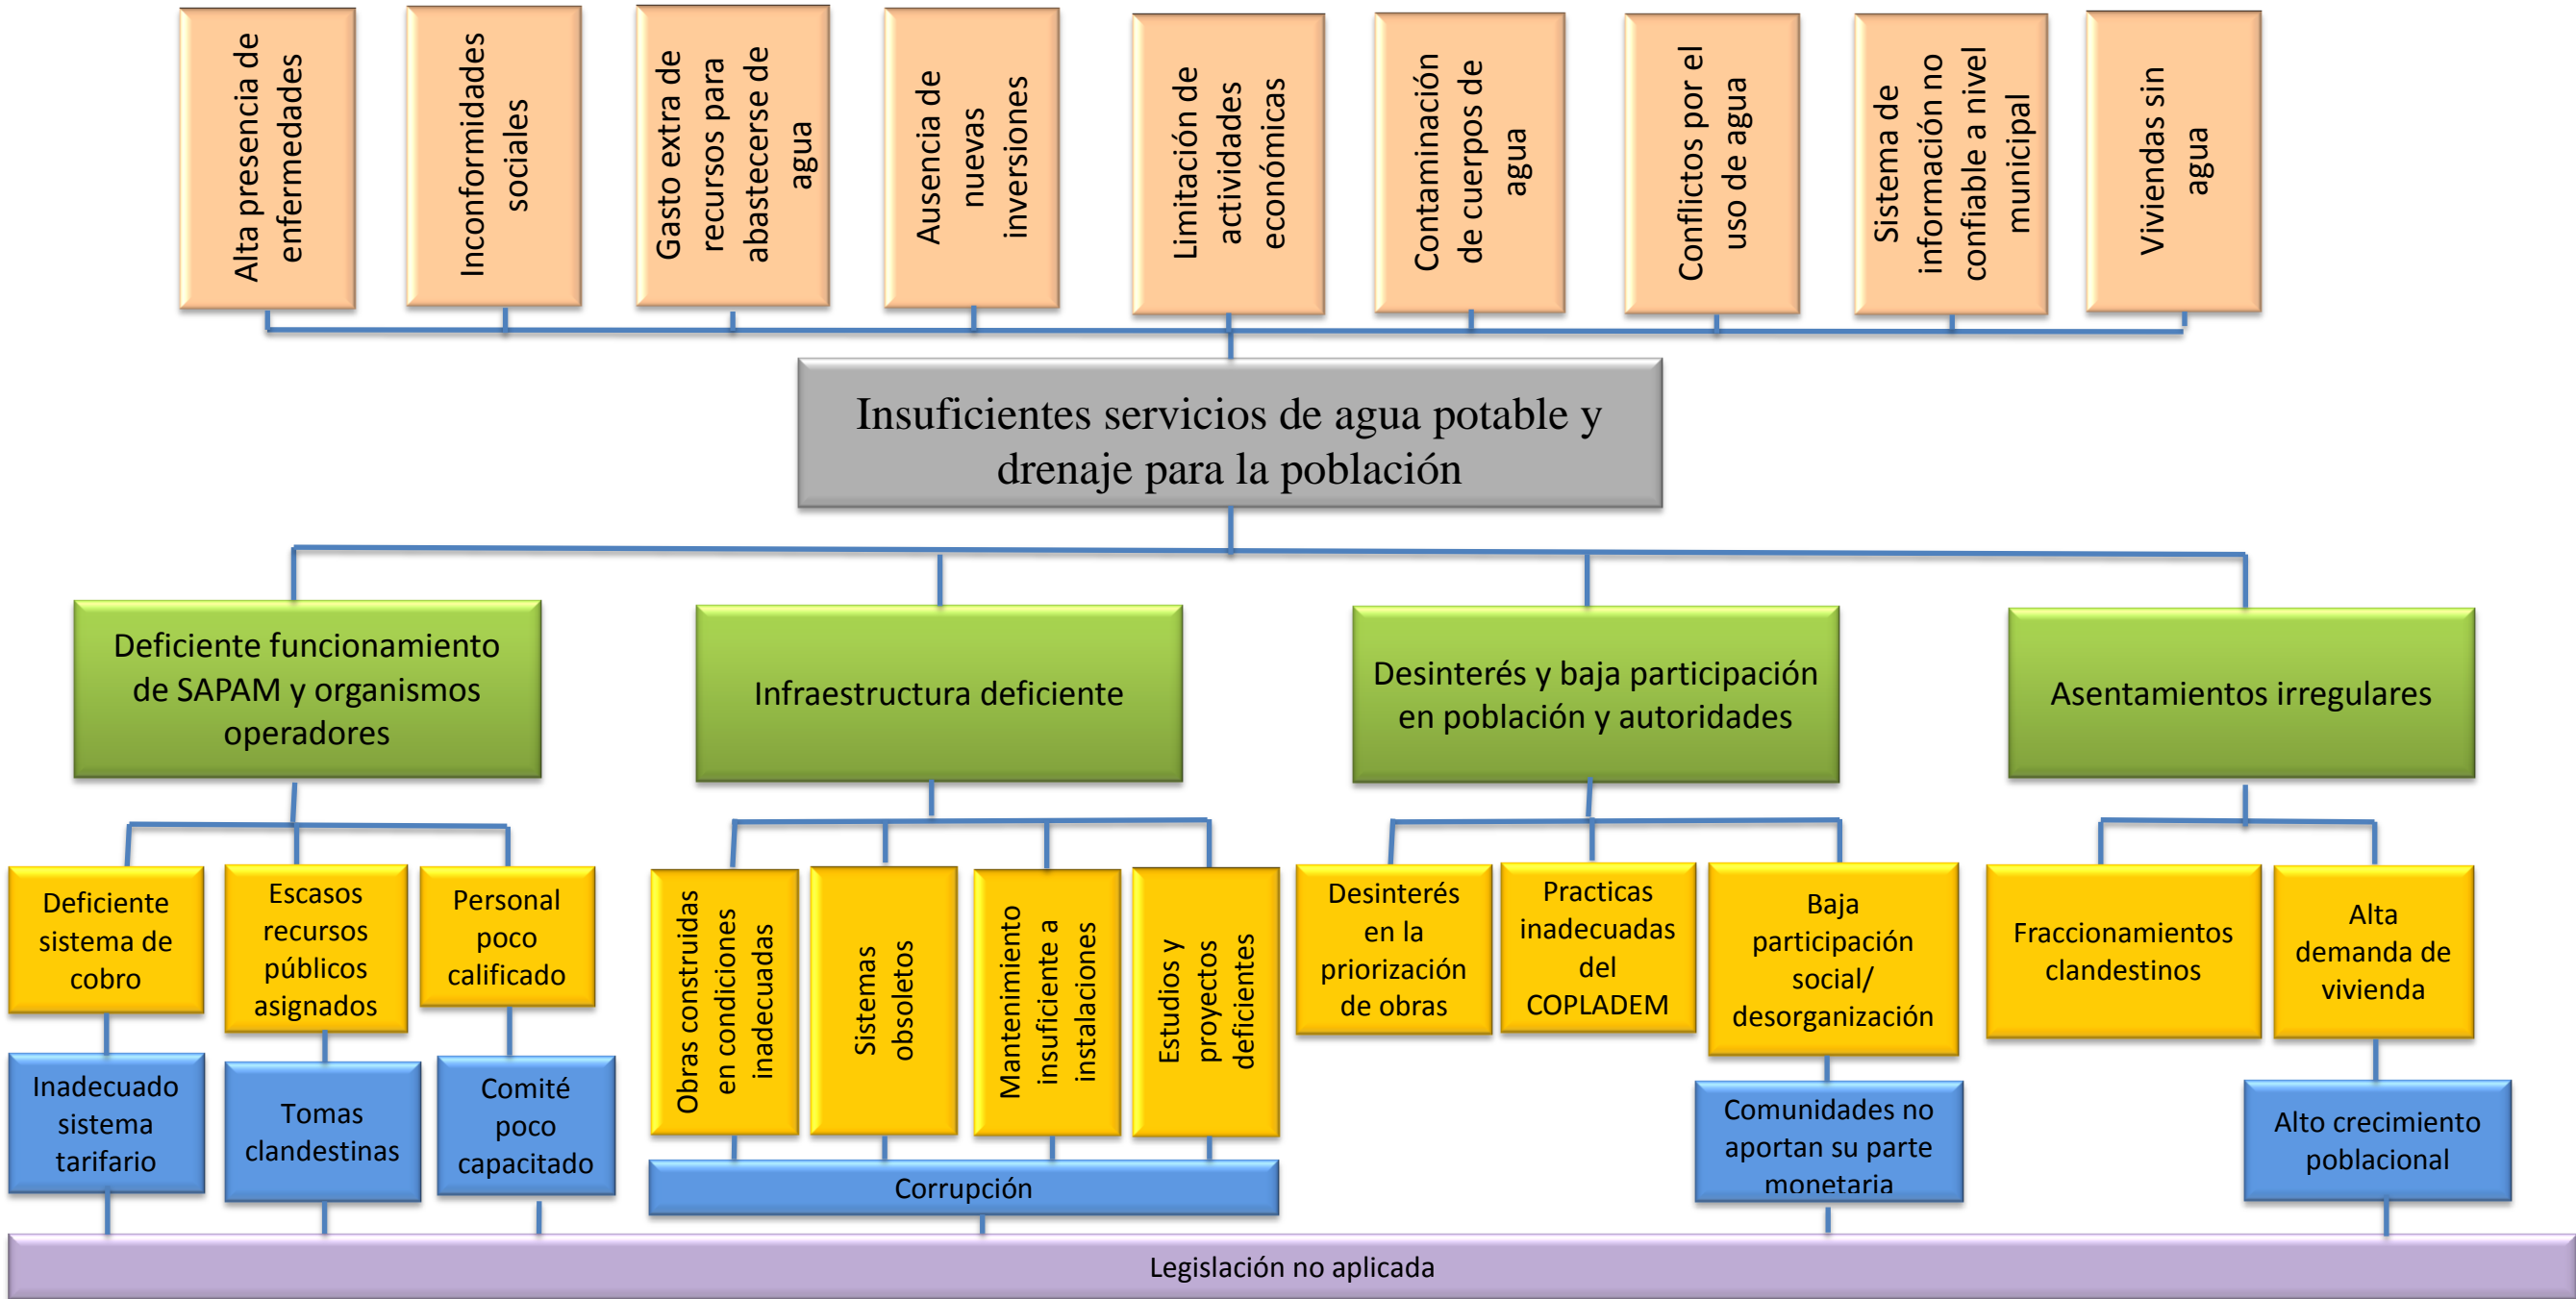 Alta presencia de
enfermedades
Inconformidades
sociales
Gasto extra de
recursos para
abastecerse de
agua
Ausencia de
nuevas
inversiones
Limitación de
actividades
económicas
Contaminación
de cuerpos de
agua
Conflictos por el
uso de agua
Sistema de
información no
confiable a nivel
municipal
Viviendas sin
agua
Insuficientes servicios de agua potable y
drenaje para la población
Deficiente funcionamiento
de SAPAM y organismos
operadores
Infraestructura deficiente
Desinterés y baja participación
en población y autoridades
Asentamientos irregulares
Deficiente
sistema de
cobro
Escasos
recursos
públicos
asignados
Personal
poco
calificado
Obras construidas
en condiciones
inadecuadas
Sistemas
obsoletos
Mantenimiento
insuficiente a
instalaciones
Estudios y
proyectos
deficientes
Desinterés
en la
priorización
de obras
Practicas
inadecuadas
del
COPLADEM
Baja
participación
social/
desorganización
Fraccionamientos
clandestinos
Alta
demanda de
vivienda
Inadecuado
sistema
tarifario
Tomas
clandestinas
Comité
poco
capacitado
Corrupción
Comunidades no
aportan su parte
monetaria
Alto crecimiento
poblacional
Legislación no aplicada